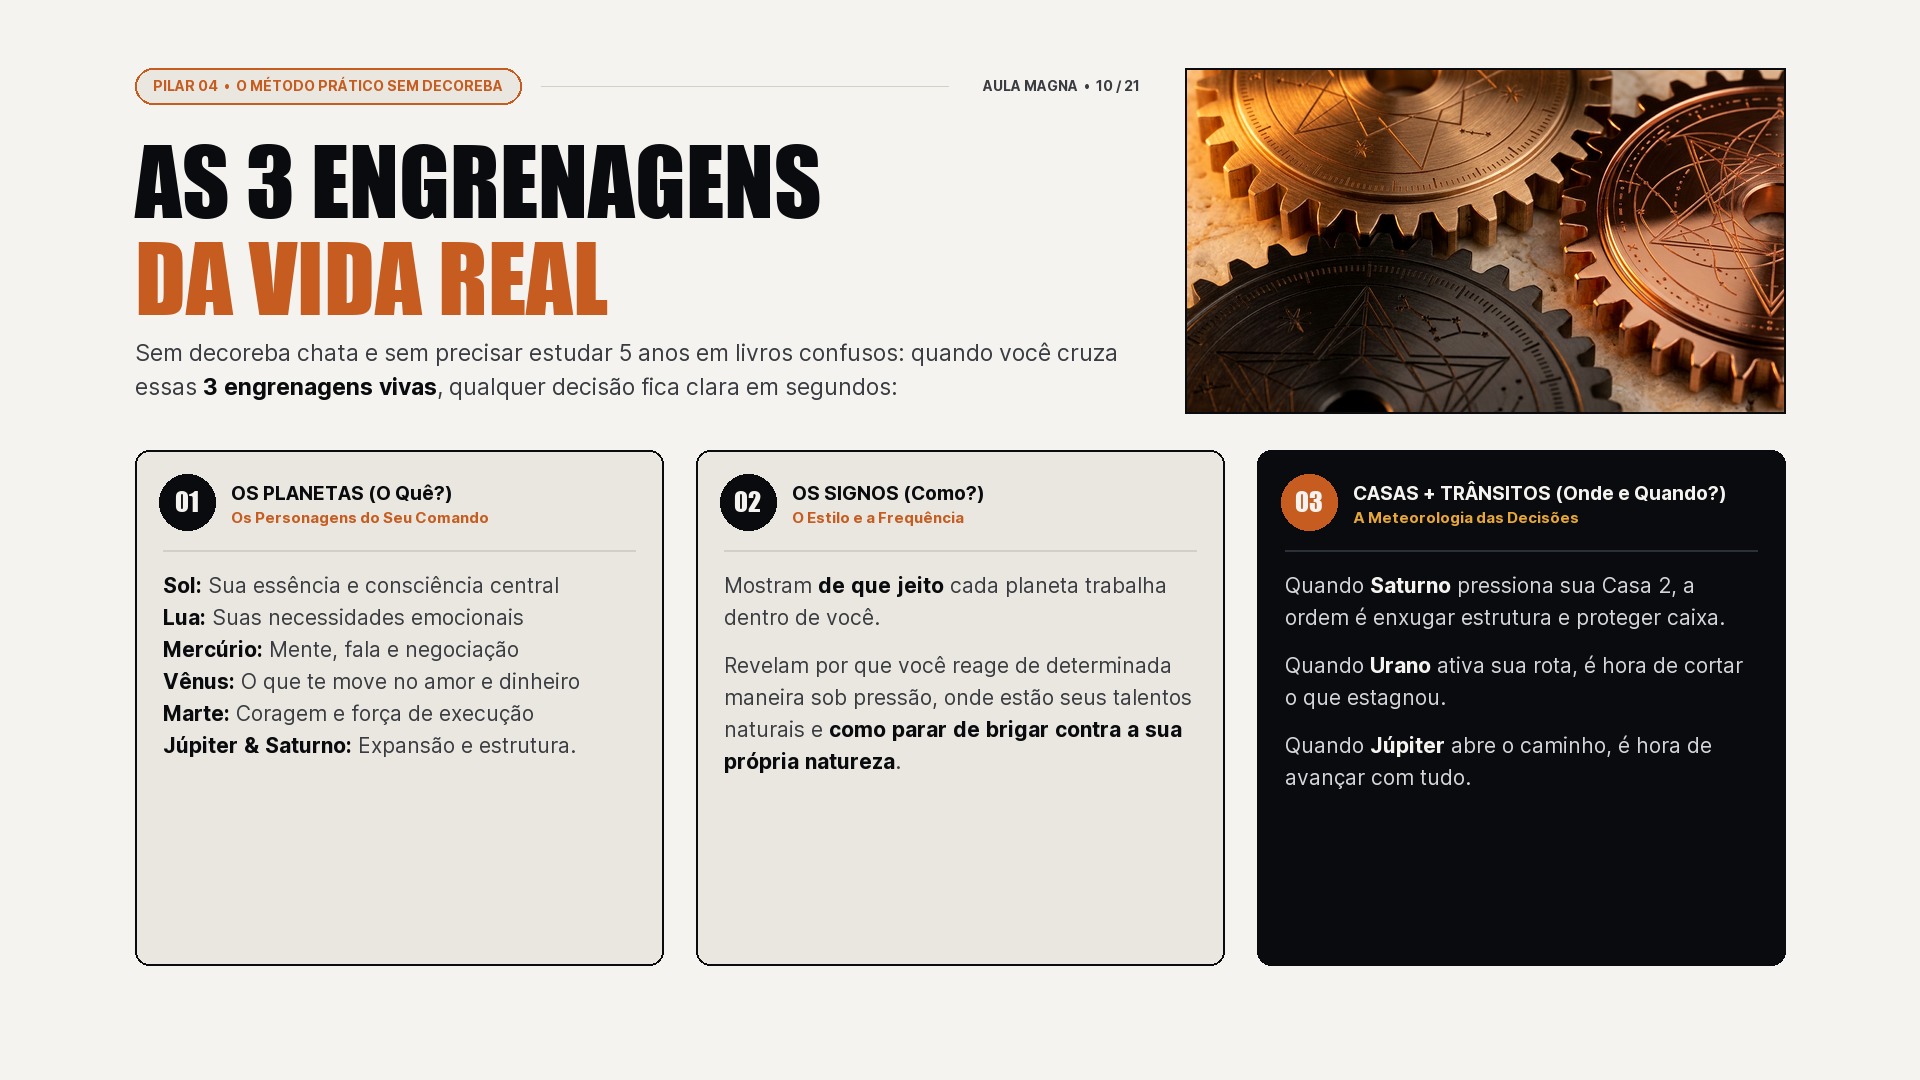 PILAR 04 • O MÉTODO PRÁTICO SEM DECOREBA
AULA MAGNA • 10 / 21
AS 3 ENGRENAGENS
DA VIDA REAL
Sem decoreba chata e sem precisar estudar 5 anos em livros confusos: quando você cruza
essas 3 engrenagens vivas, qualquer decisão fica clara em segundos:
01
OS PLANETAS (O Quê?)
Os Personagens do Seu Comando
Sol: Sua essência e consciência central
Lua: Suas necessidades emocionais
Mercúrio: Mente, fala e negociação
Vênus: O que te move no amor e dinheiro
Marte: Coragem e força de execução
Júpiter & Saturno: Expansão e estrutura.
02
OS SIGNOS (Como?)
O Estilo e a Frequência
Mostram de que jeito cada planeta trabalha
dentro de você.
Revelam por que você reage de determinada
maneira sob pressão, onde estão seus talentos
naturais e como parar de brigar contra a sua
própria natureza.
03
CASAS + TRÂNSITOS (Onde e Quando?)
A Meteorologia das Decisões
Quando Saturno pressiona sua Casa 2, a
ordem é enxugar estrutura e proteger caixa.
Quando Urano ativa sua rota, é hora de cortar
o que estagnou.
Quando Júpiter abre o caminho, é hora de
avançar com tudo.